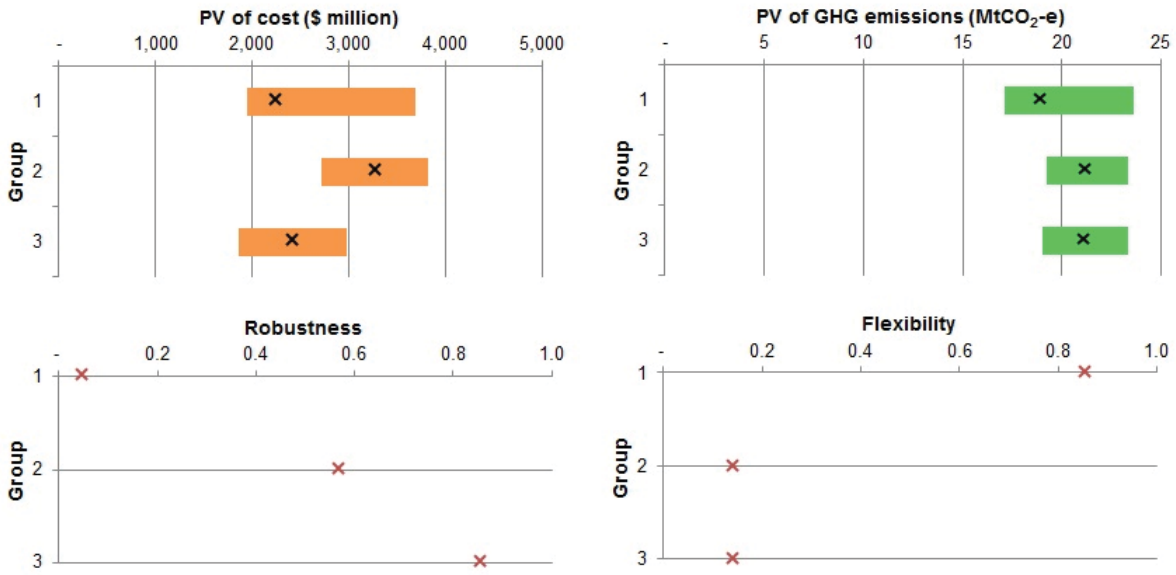 PV of cost ($ million)
- 1,000 2,000 3,000 4,000 5,000
Group
1
2
3
PV of GHG emissions (MtCO₂-e)
- 5 10 15 21 25
Group
1
2
3
Robustness
- 0.2 0.4 0.6 0.8 1.0
Group
1
2
3
Flexibility
- 0.2 0.4 0.6 0.8 1.0
Group
1
2
3